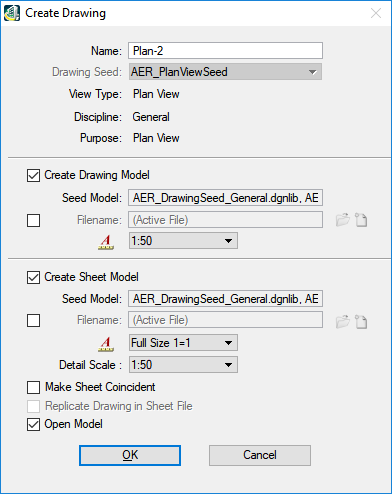 Create Drawing
Name: Plan-2
Drawing Seed: AER_PlanViewSeed
View Type: Plan View
Discipline: General
Purpose: Plan View
Create Drawing Model
Seed Model: AER_DrawingSeed_General.dgnlib, AE
Filename: (Active File)
A 1:50
Create Sheet Model
Seed Model: AER_DrawingSeed_General.dgnlib, AE
Filename: (Active File)
A Full Size 1=1
Detail Scale : 1:50
Make Sheet Coincident
Replicate Drawing in Sheet File
Open Model
OK Cancel